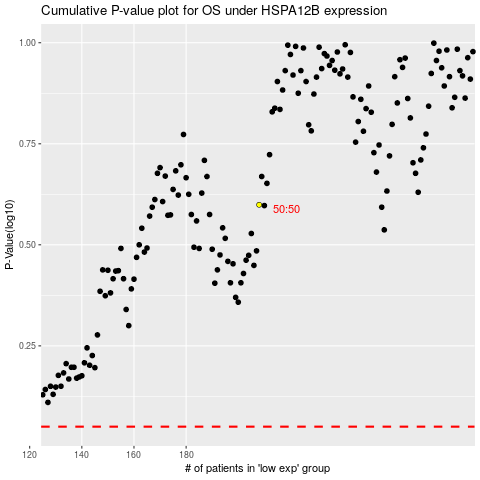 Cumulative P-value plot for OS under HSPA12B expression
P-Value(log10)
1.00
0.75
0.50
0.25
50:50
120 140 160 180
# of patients in 'low exp' group